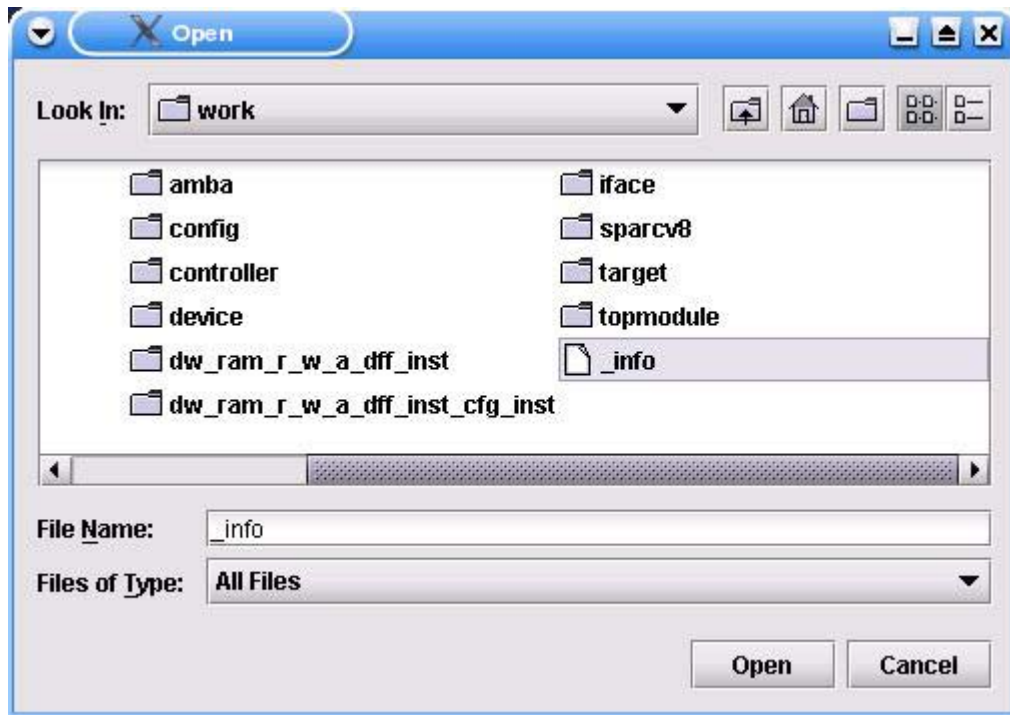 Open
Look In: work
amba
config
controller
device
dw_ram_r_w_a_dff_inst
dw_ram_r_w_a_dff_inst_cfg_inst
iface
sparcv8
target
topmodule
_info
File Name: _info
Files of Type: All Files
Open Cancel